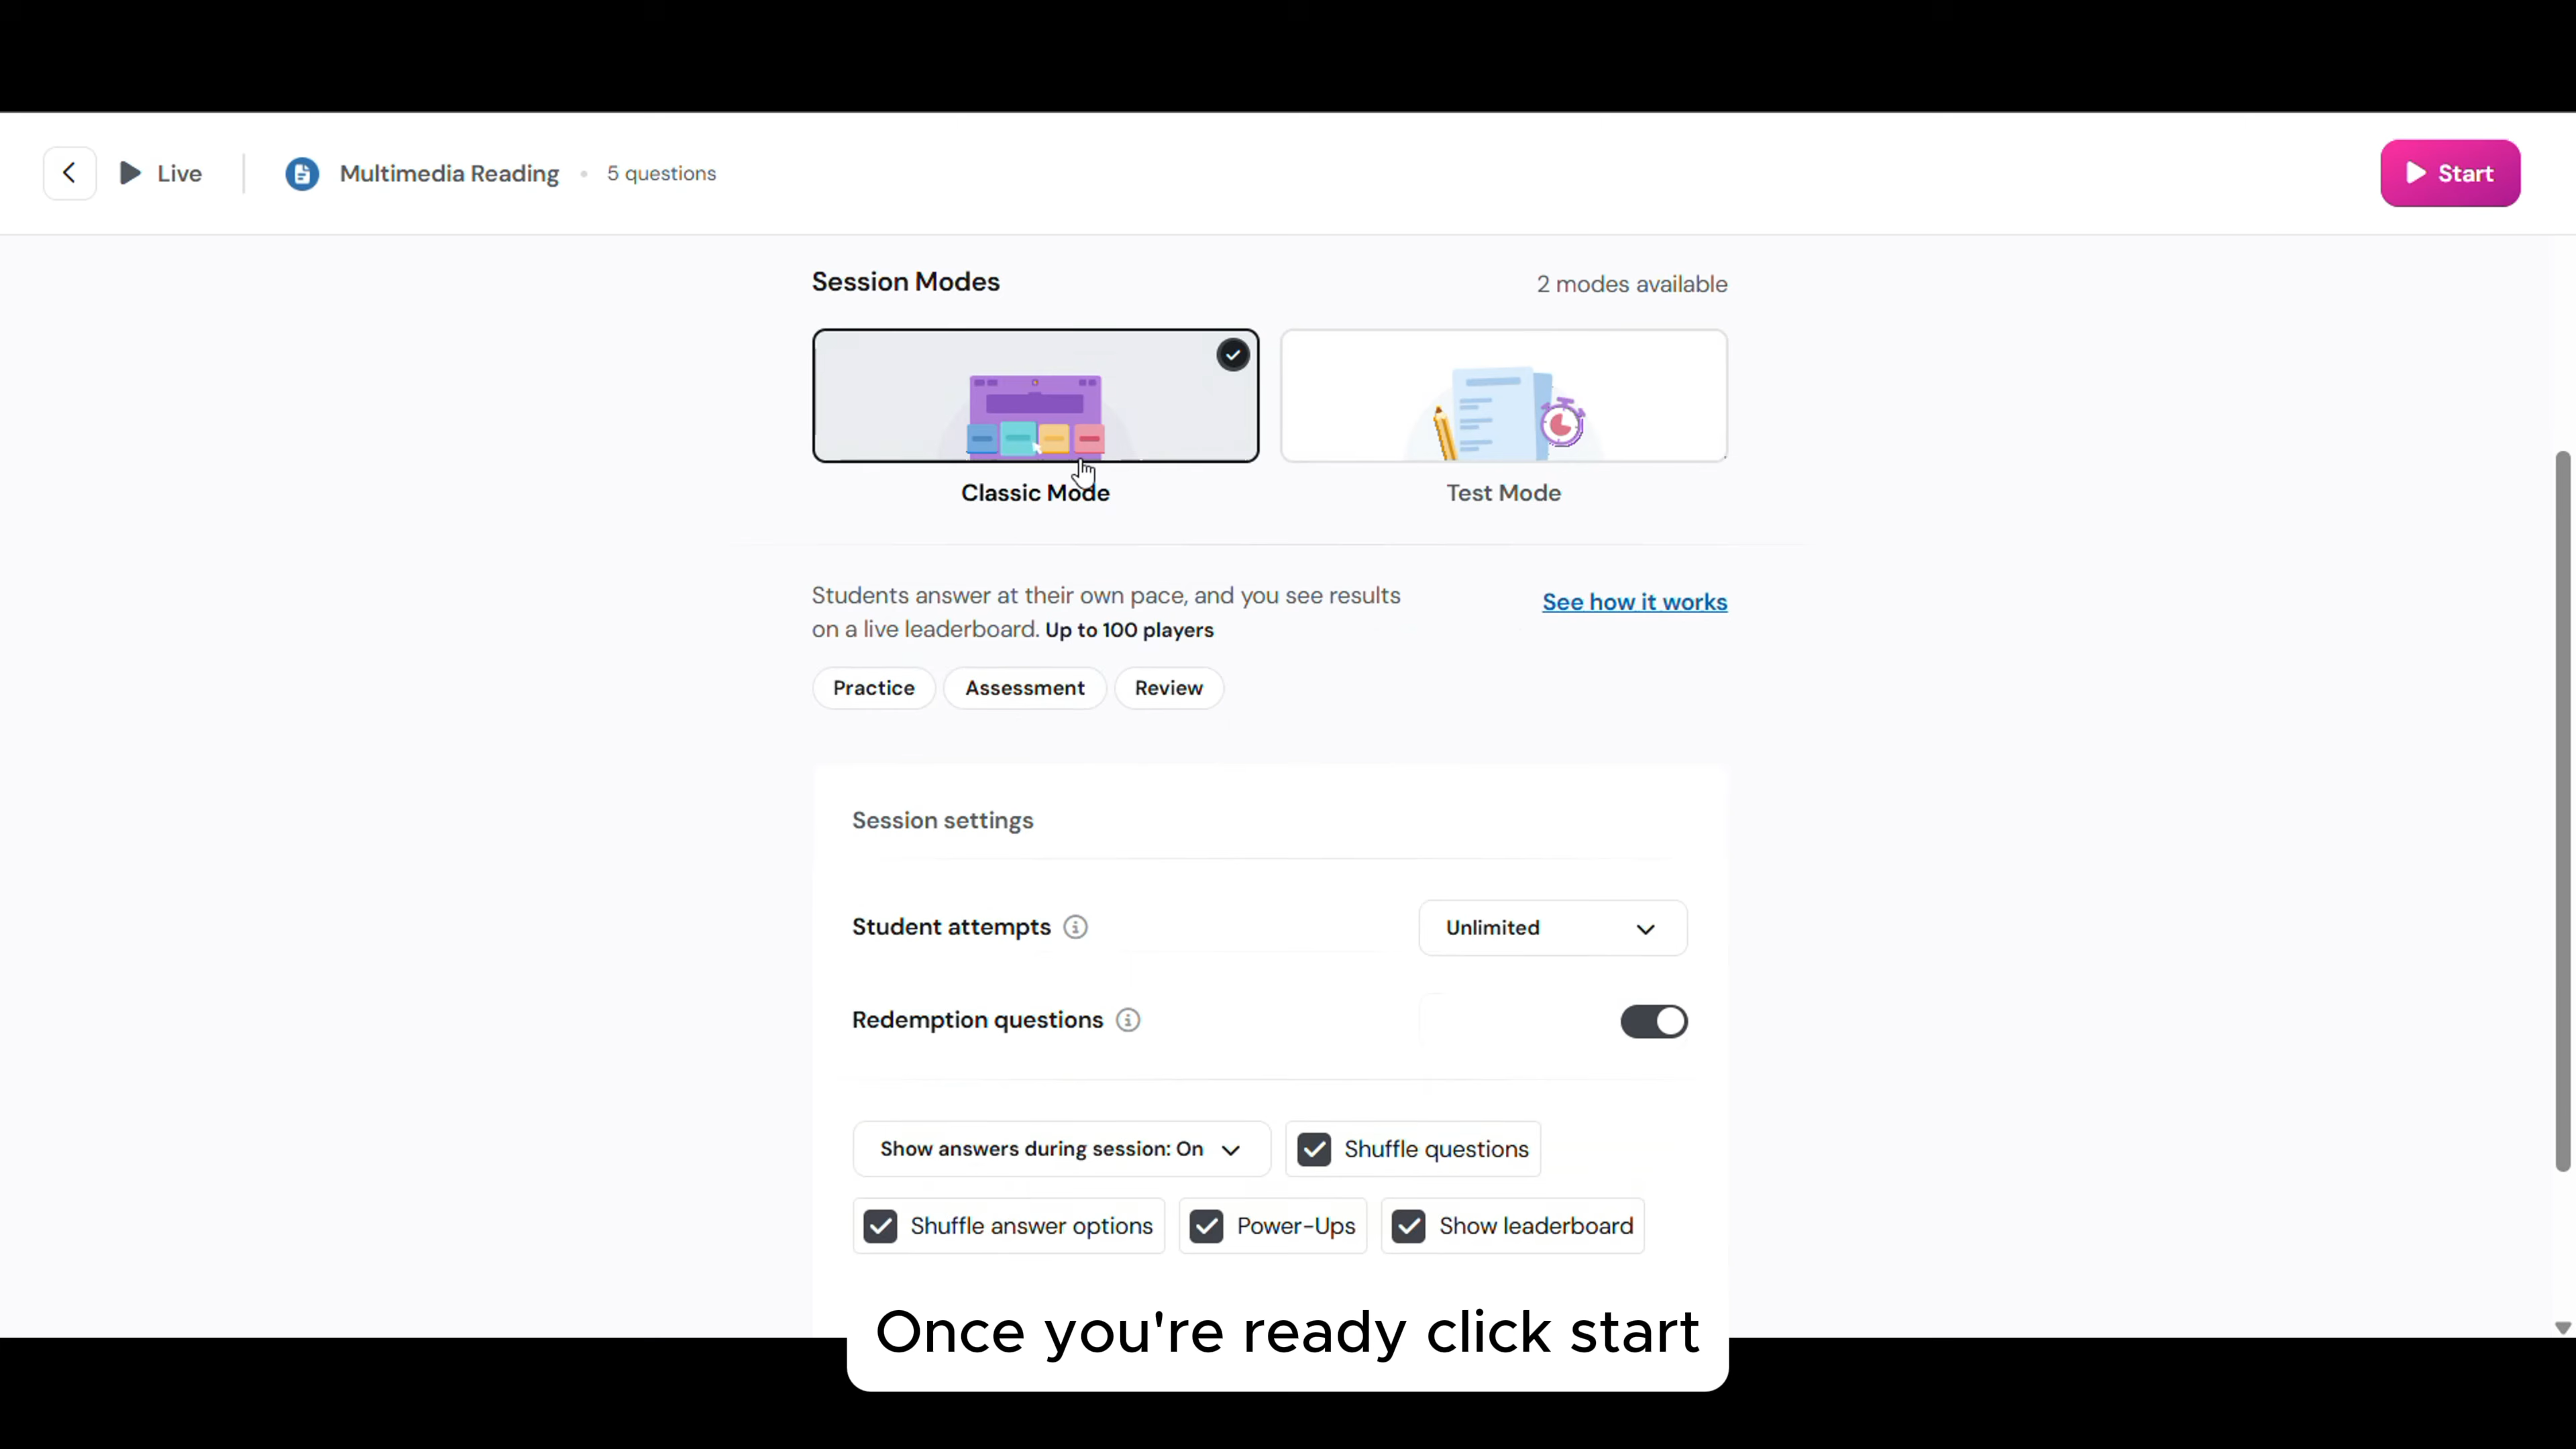 Live
Multimedia Reading • 5 questions
Start
Session Modes
2 modes available
Classic Mode
Test Mode
Students answer at their own pace, and you see results
on a live leaderboard. Up to 100 players
See how it works
Practice
Assessment
Review
Session settings
Student attempts
Unlimited
Redemption questions
Show answers during session: On
Shuffle questions
Shuffle answer options
Power-Ups
Show leaderboard
Once you're ready click start